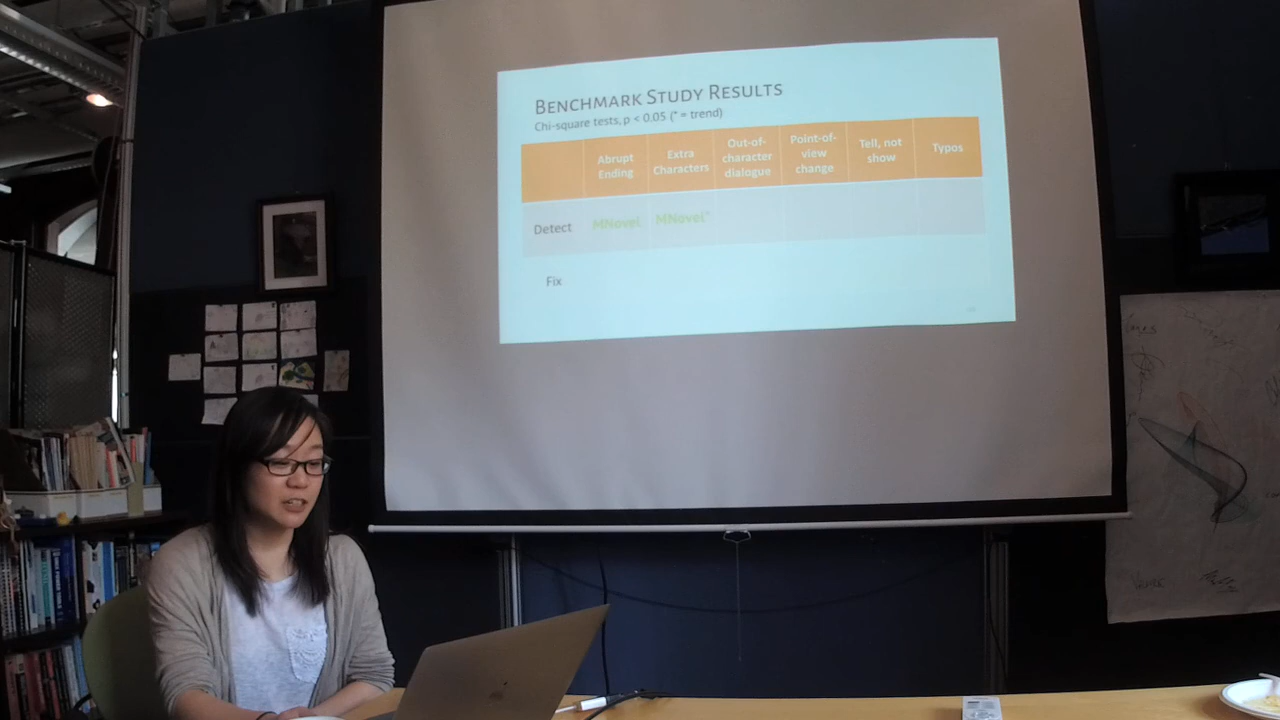 BENCHMARK STUDY RESULTS
Chi-square tests, p < 0.05 (* = trend)
Abrupt Ending
Extra Characters
Out-of-character dialogue
Point-of-view change
Tell, not show
Typos
Detect
MNovel
MNovel*
Fix